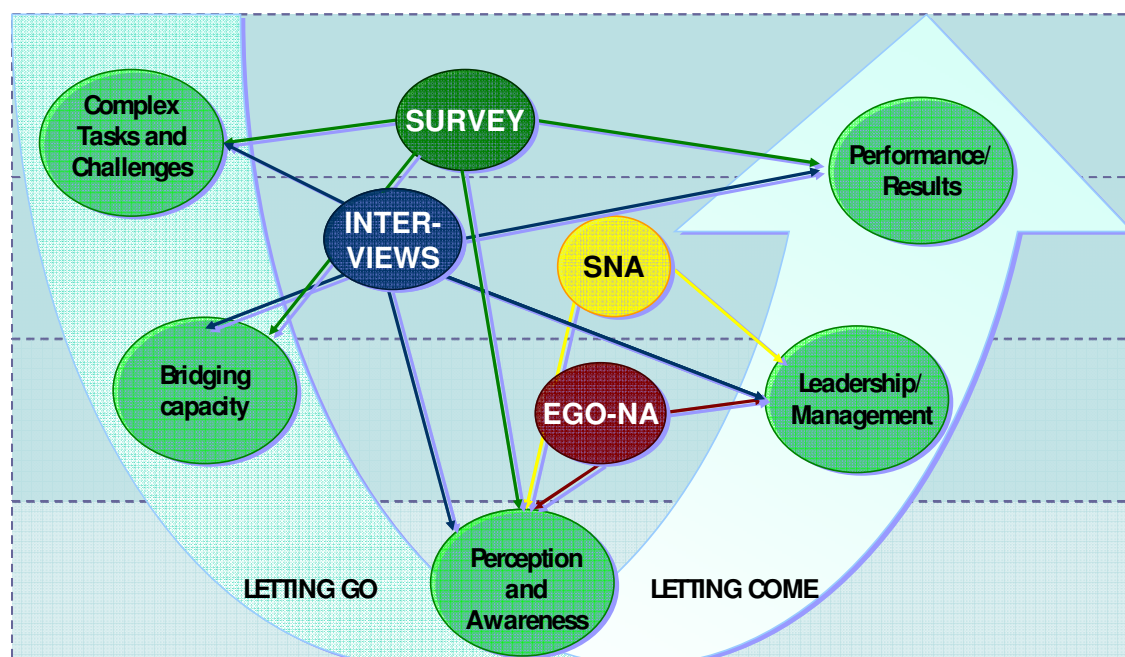 Complex
Tasks and
Challenges
SURVEY
Performance/
Results
INTER-
VIEWS
SNA
Bridging
capacity
EGO-NA
Leadership/
Management
Perception
and
Awareness
LETTING GO
LETTING COME